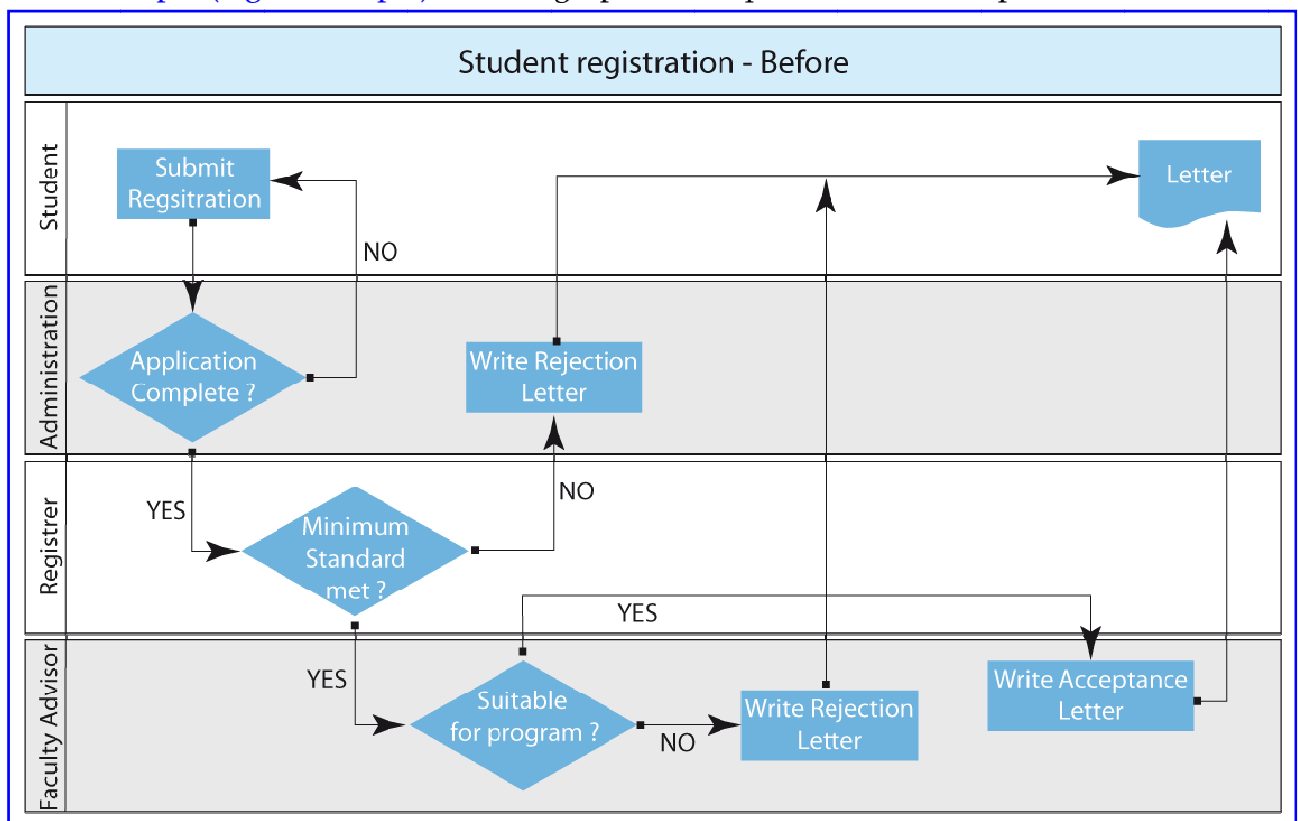 Student registration - Before
Student
Submit
Regsitration
NO
Letter
Administration
Application
Complete ?
Write Rejection
Letter
Registrer
YES
Minimum
Standard
met ?
NO
YES
Faculty Advisor
YES
Suitable
for program ?
NO
Write Rejection
Letter
Write Acceptance
Letter